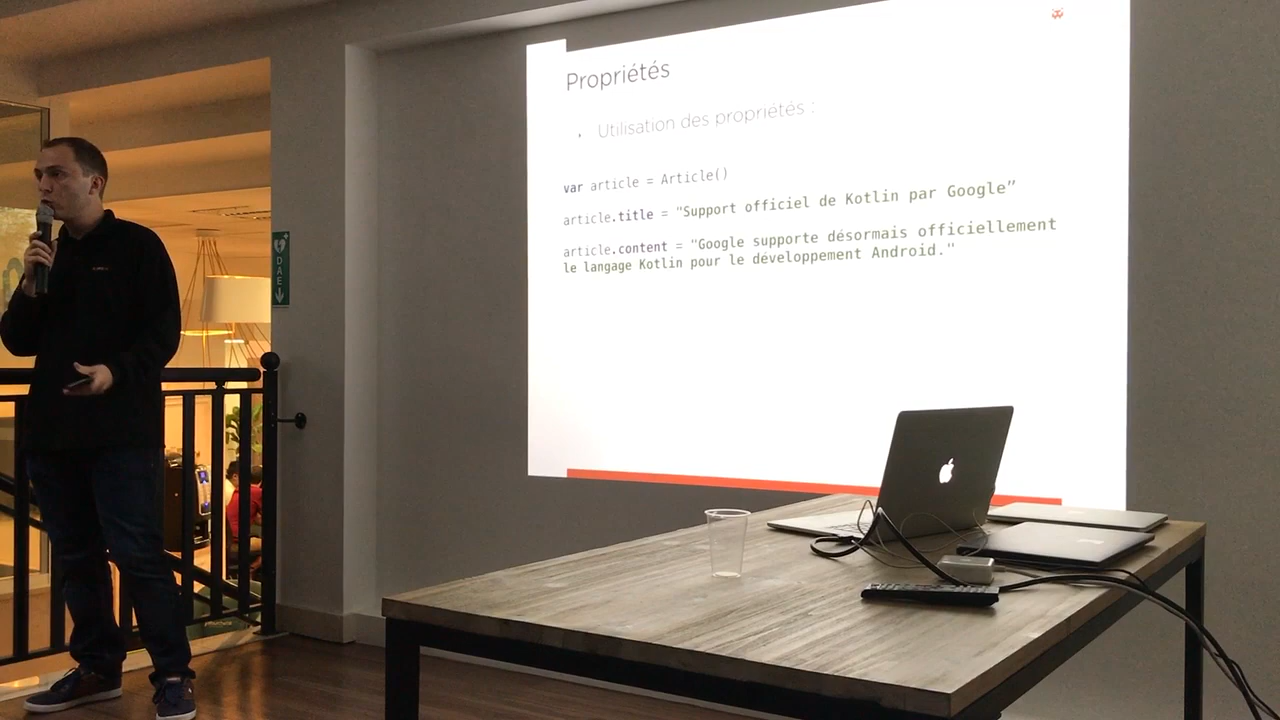 Propriétés
• Utilisation des propriétés :
var article = Article()
article.title = "Support officiel de Kotlin par Google”
article.content = "Google supporte désormais officiellement
le langage Kotlin pour le développement Android."
DAE